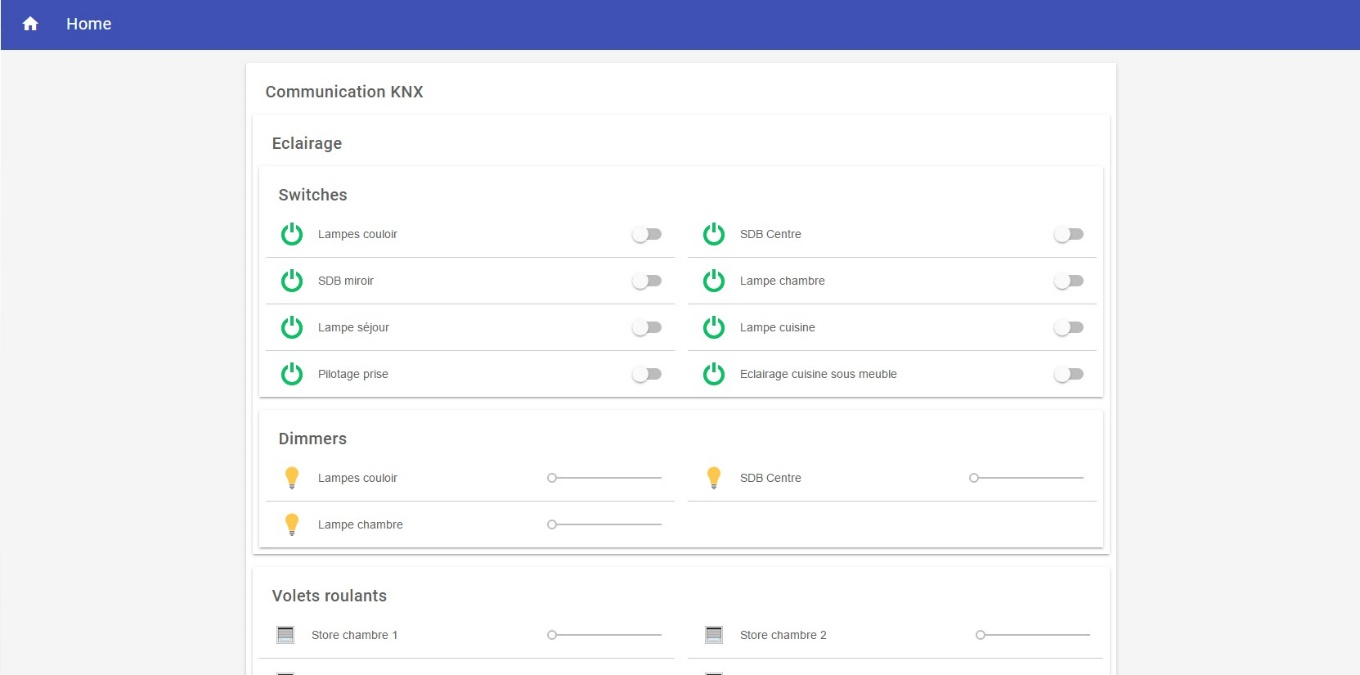 Home
Communication KNX
Eclairage
Switches
Lampes couloir
SDB Centre
SDB miroir
Lampe chambre
Lampe séjour
Lampe cuisine
Pilotage prise
Eclairage cuisine sous meuble
Dimmers
Lampes couloir
SDB Centre
Lampe chambre
Volets roulants
Store chambre 1
Store chambre 2